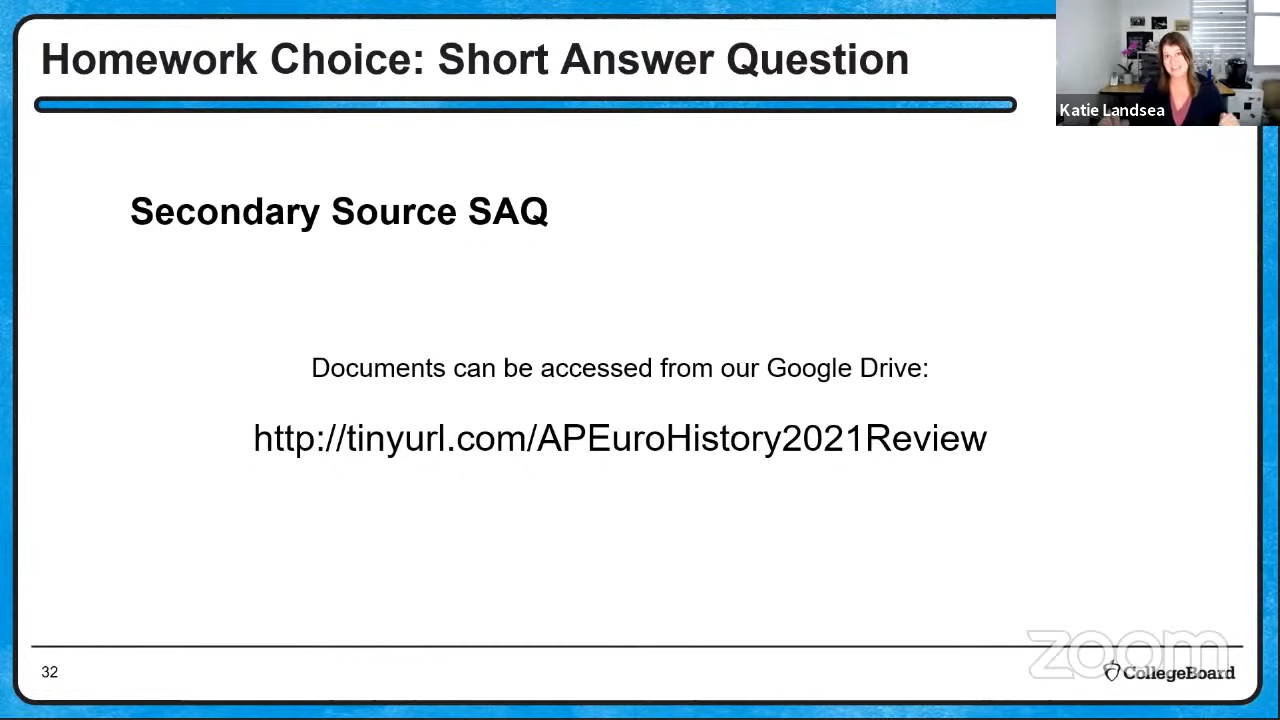 Homework Choice: Short Answer Question
Katie Landsea
Secondary Source SAQ
Documents can be accessed from our Google Drive:
http://tinyurl.com/APEuroHistory2021Review
zoom
32
CollegeBoard